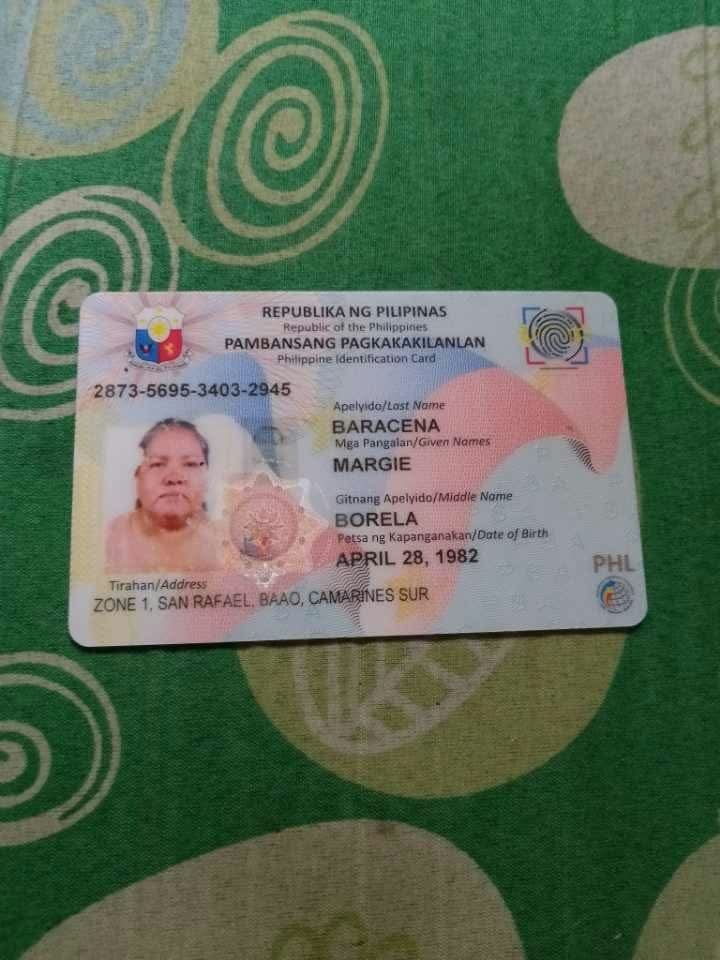 REPUBLIKA NG PILIPINAS
Republic of the Philippines
PAMBANSANG PAGKAKAKILANLAN
Philippine Identification Card
2873-5695-3403-2945
Apelyido/Last Name
BARACENA
Mga Pangalan/Given Names
MARGIE
Gitnang Apelyido/Middle Name
BORELA
Petsa ng Kapanganakan/Date of Birth
APRIL 28, 1982
PHL
Tirahan/Address
ZONE 1, SAN RAFAEL, BAAO, CAMARINES SUR